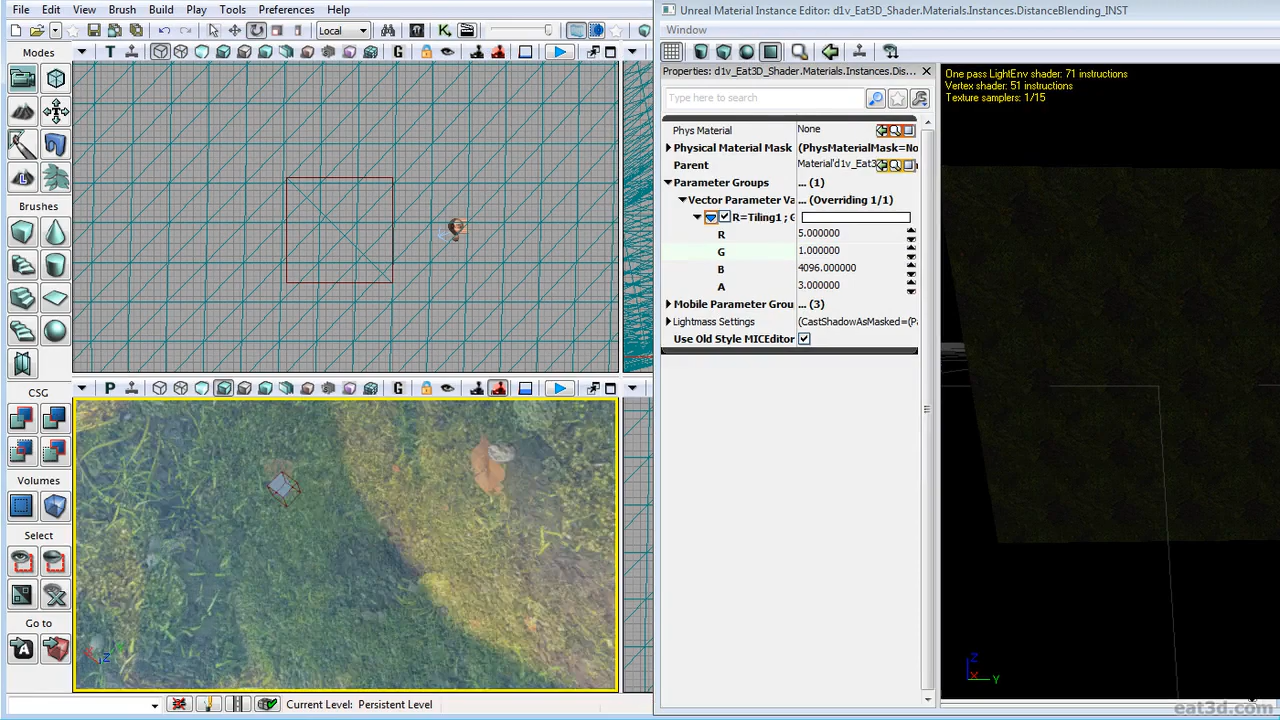 File Edit View Brush Build Play Tools Preferences Help
Unreal Material Instance Editor: d1v_Eat3D_Shader.Materials.Instances.DistanceBlending_INST
Window
Local
Modes
T
G
Properties: d1v_Eat3D_Shader.Materials.Instances.Dis...
Type here to search
One pass LightEnv shader: 71 instructions
Vertex shader: 51 instructions
Texture samplers: 1/15
Phys Material None
Physical Material Mask (PhysMaterialMask=No
Parent Material'd1v_Eat3
Parameter Groups ... (1)
Vector Parameter Va ... (Overriding 1/1)
R=Tiling1 ; G
R 5.000000
G 1.000000
B 4096.000000
A 3.000000
Mobile Parameter Grou ... (3)
Lightmass Settings (CastShadowAsMasked=(Pa
Use Old Style MICEditor
Brushes
CSG
P
G
Volumes
Select
Go to
Z
X Y
Current Level: Persistent Level
eat3d.com